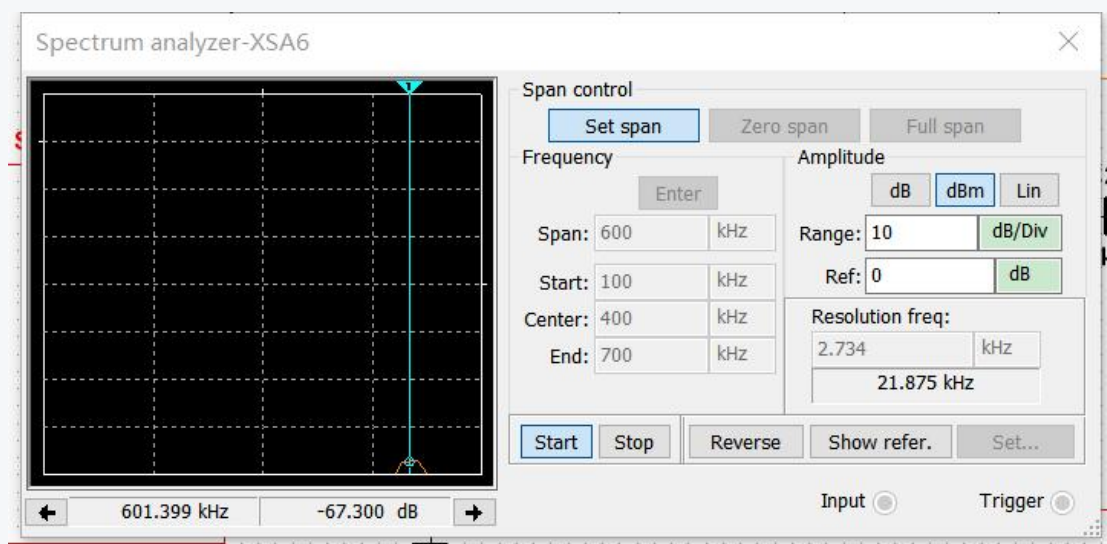 Spectrum analyzer-XSA6
1
Span control
Set span
Zero span
Full span
Frequency
Enter
Span: 600 kHz
Start: 100 kHz
Center: 400 kHz
End: 700 kHz
Amplitude
dB dBm Lin
Range: 10 dB/Div
Ref: 0 dB
Resolution freq:
2.734 kHz
21.875 kHz
Start Stop Reverse Show refer. Set...
601.399 kHz -67.300 dB
Input Trigger